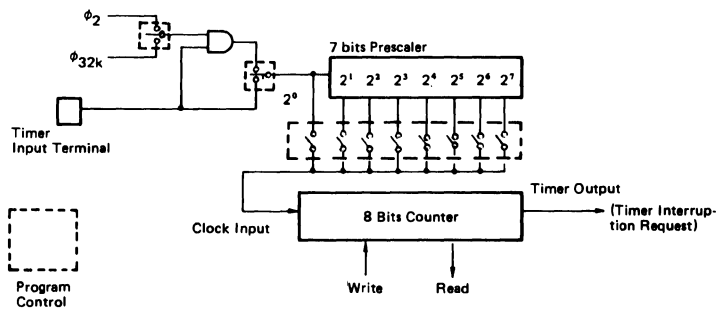 ϕ2
ϕ32k
7 bits Prescaler
2¹ 2² 2³ 2⁴ 2⁵ 2⁶ 2⁷
2⁰
Timer
Input Terminal
Timer Output
8 Bits Counter
(Timer Interrup-
tion Request)
Clock Input
Write
Read
Program
Control